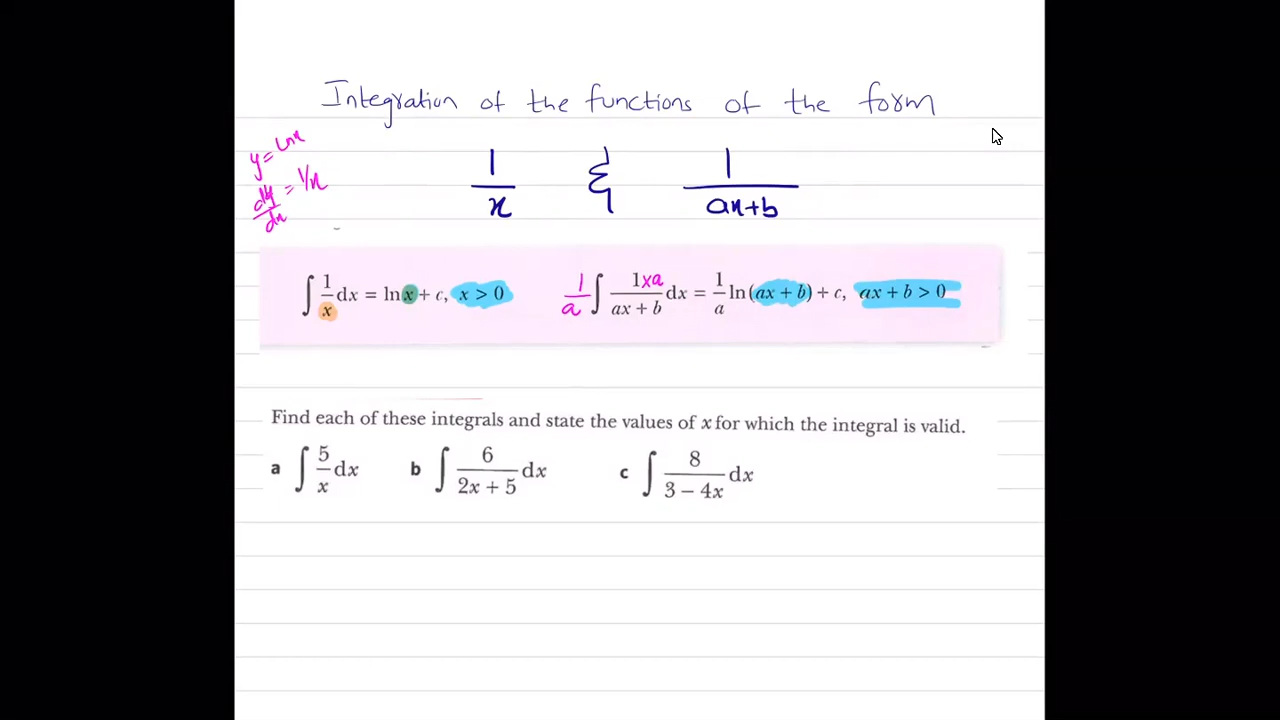 Integration of the functions of the form
y = ln x
dy/dx = 1/x
1/x & 1/(ax+b)
∫ 1/x dx = ln x + c, x > 0
1/a ∫ 1xa/(ax + b) dx = 1/a ln(ax + b) + c, ax + b > 0
Find each of these integrals and state the values of x for which the integral is valid.
a ∫ 5/x dx b ∫ 6/(2x + 5) dx c ∫ 8/(3 − 4x) dx